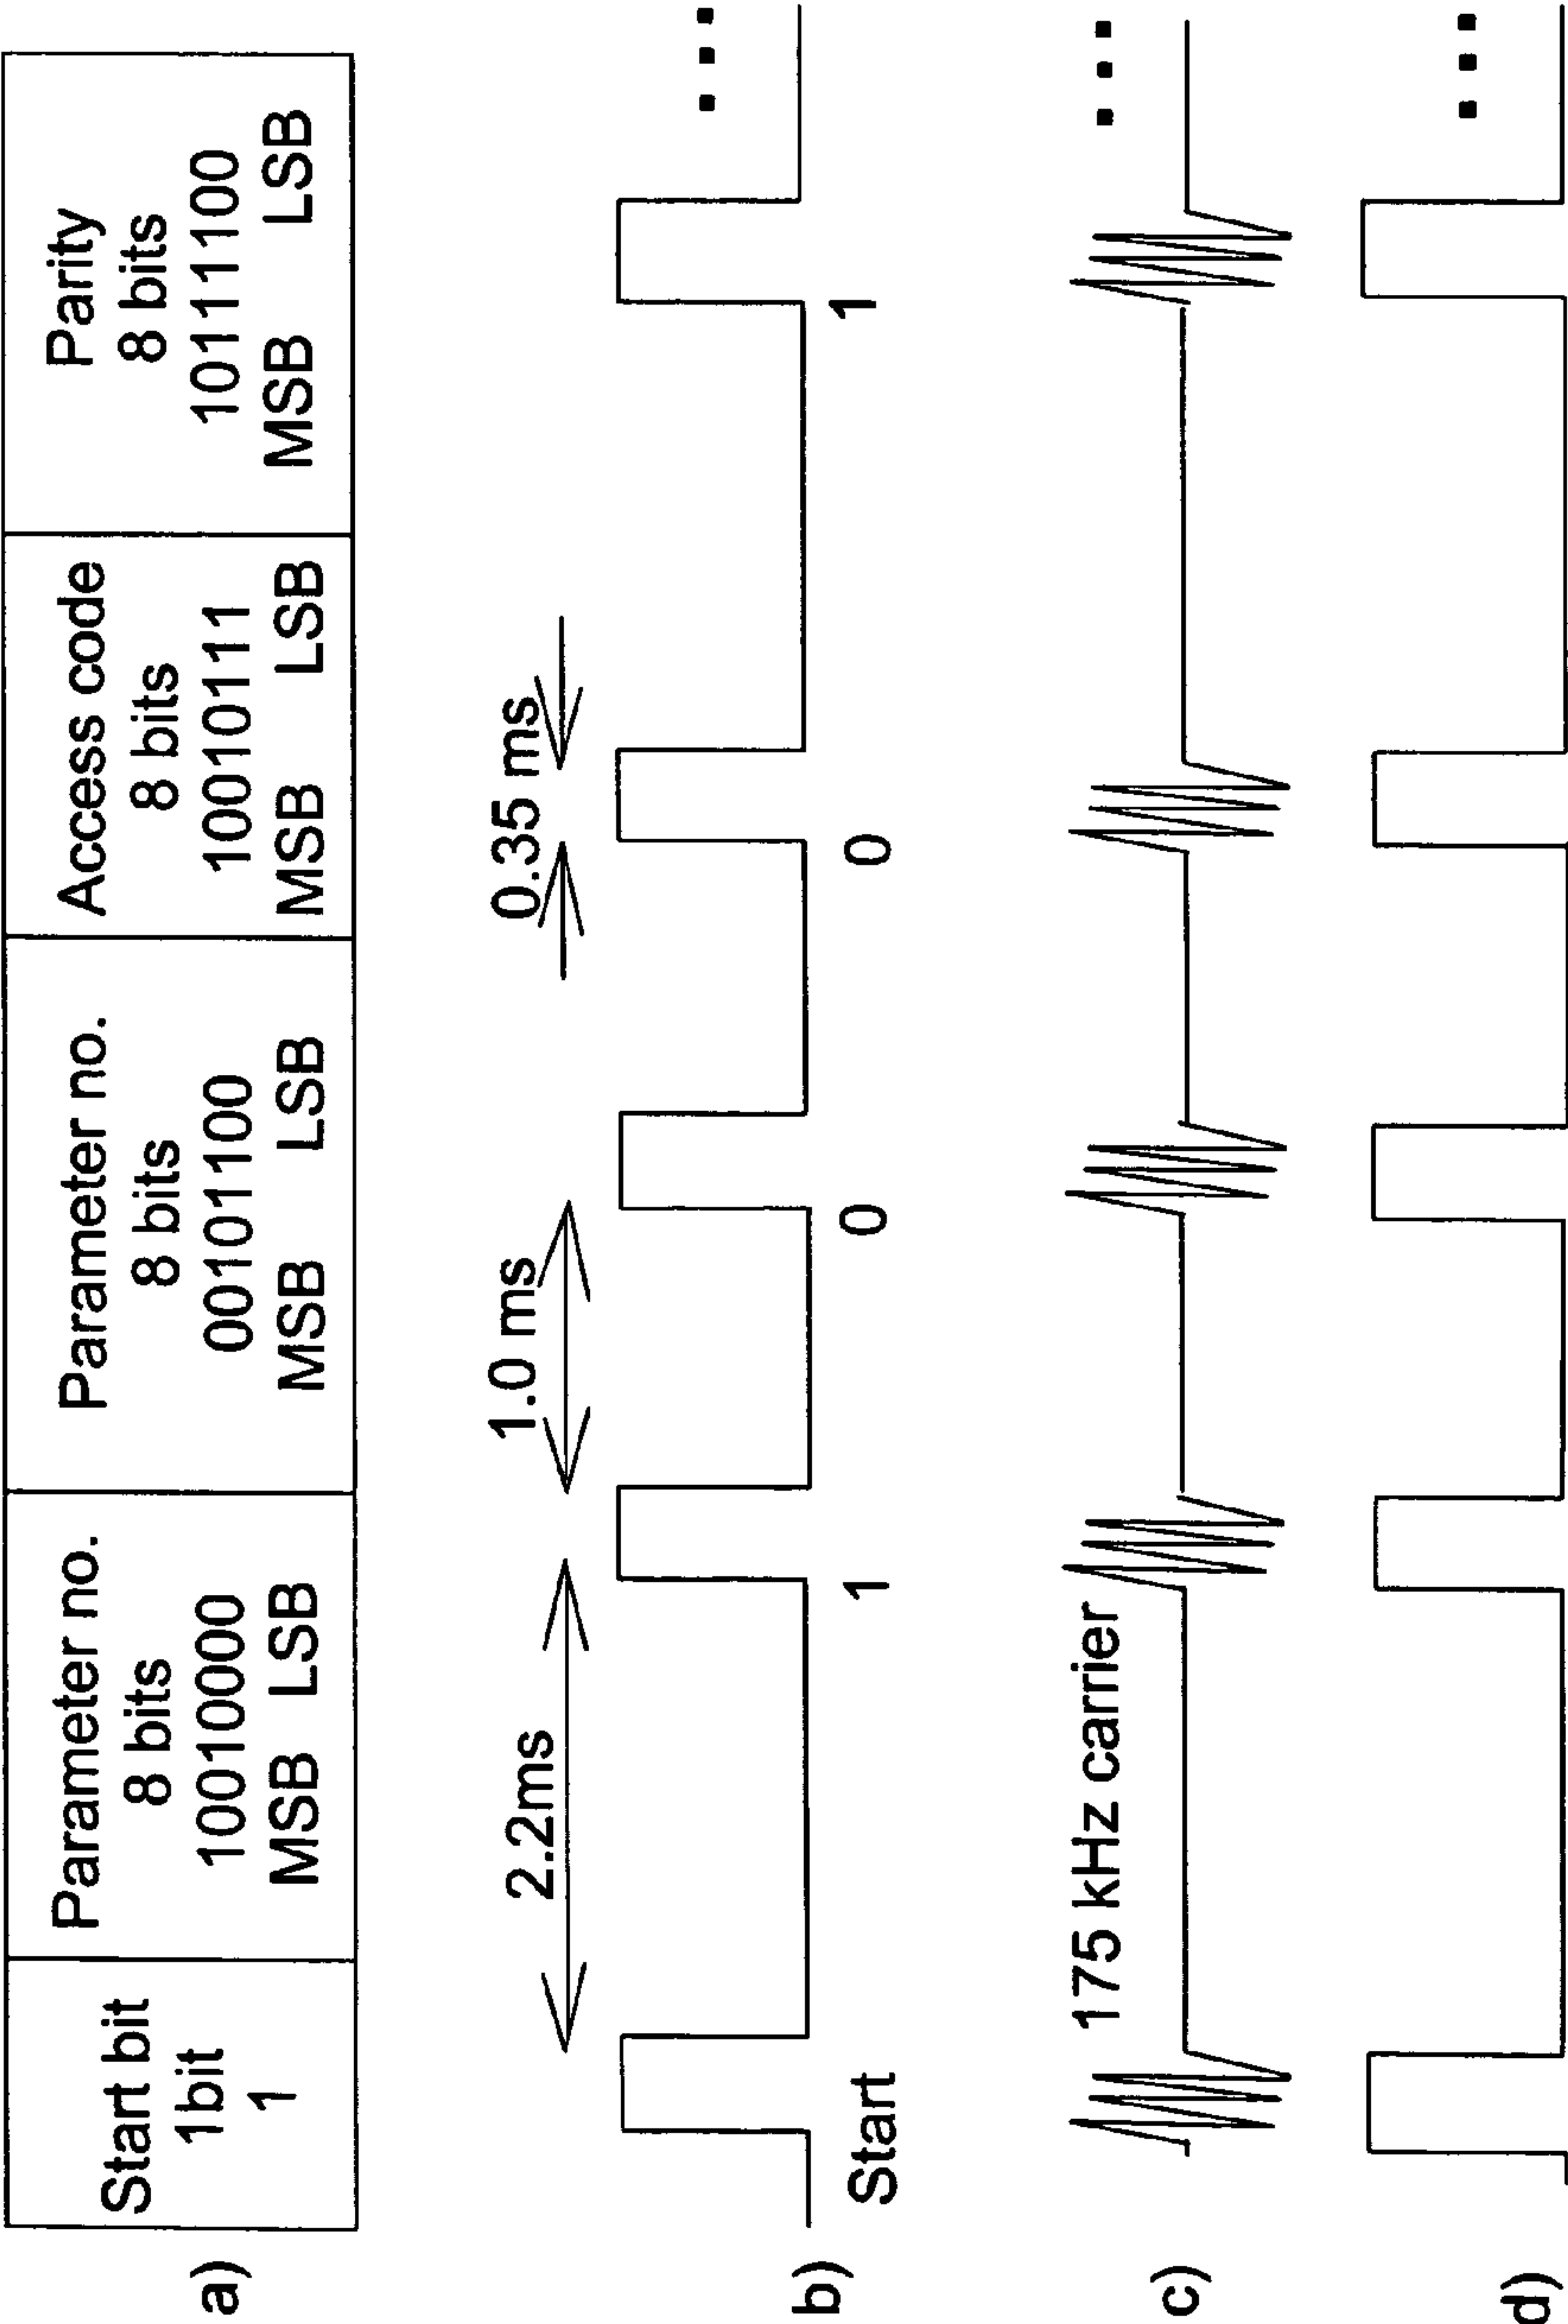 a)
Start bit
1bit
1
Parameter no.
8 bits
10010000
MSB LSB
Parameter no.
8 bits
00101100
MSB LSB
Access code
8 bits
10010111
MSB LSB
Parity
8 bits
10111100
MSB LSB
2.2ms
1.0 ms
0.35 ms
b)
Start
1
0
0
1
...
175 kHz carrier
c)
...
d)
...